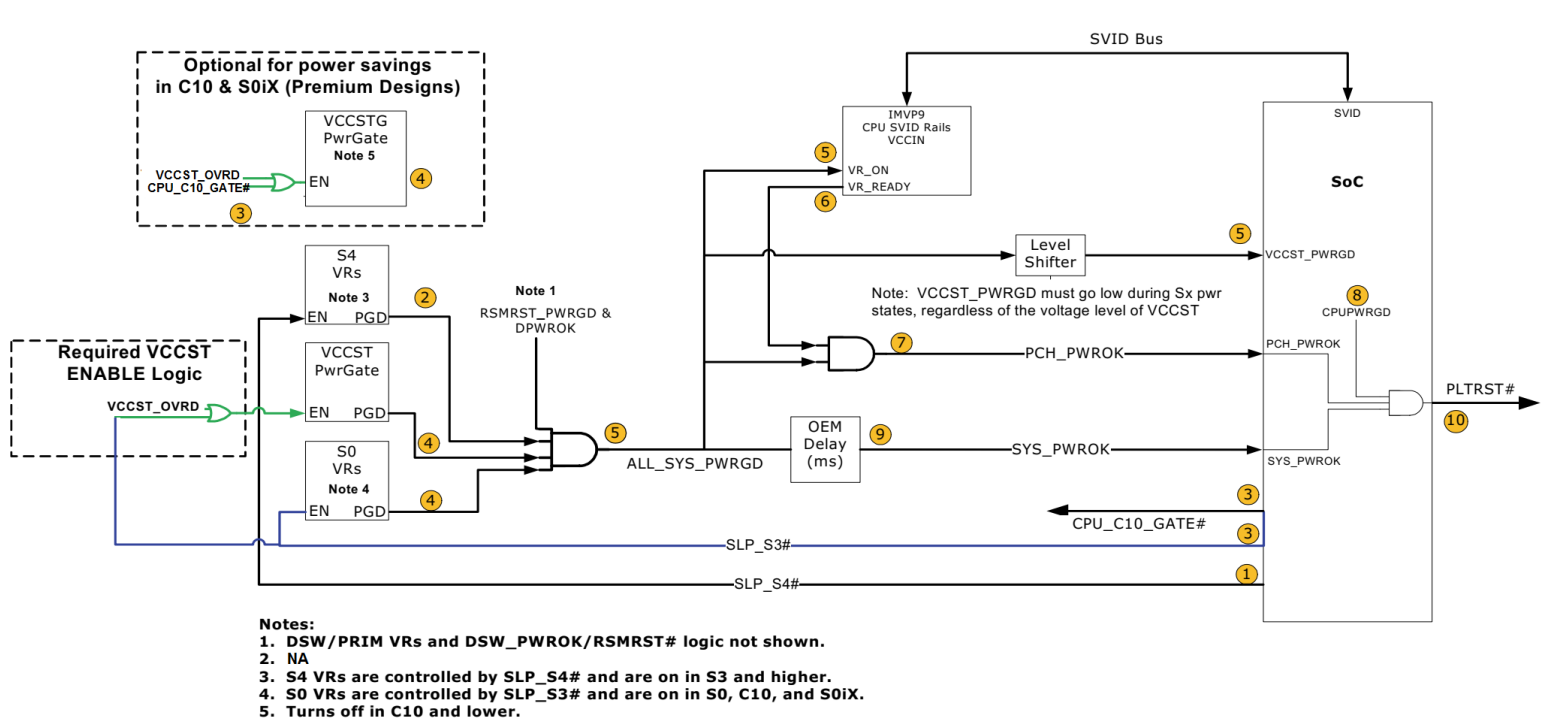 SVID Bus
Optional for power savings
in C10 & S0iX (Premium Designs)
VCCSTG
PwrGate
Note 5
VCCST_OVRD
CPU_C10_GATE#
EN
4
3
IMVP9
CPU SVID Rails
VCCIN
5
VR_ON
VR_READY
6
SVID
SoC
S4
VRs
Note 3
EN PGD
2
Note 1
RSMRST_PWRGD &
DPWROK
Level
Shifter
5
VCCST_PWRGD
Note: VCCST_PWRGD must go low during Sx pwr
states, regardless of the voltage level of VCCST
8
CPUPWRGD
Required VCCST
ENABLE Logic
VCCST_OVRD
VCCST
PwrGate
EN PGD
4
7
PCH_PWROK
PCH_PWROK
PLTRST#
10
S0
VRs
Note 4
EN PGD
4
5
ALL_SYS_PWRGD
OEM
Delay
(ms)
9
SYS_PWROK
SYS_PWROK
3
CPU_C10_GATE#
3
SLP_S3#
1
SLP_S4#
Notes:
1. DSW/PRIM VRs and DSW_PWROK/RSMRST# logic not shown.
2. NA
3. S4 VRs are controlled by SLP_S4# and are on in S3 and higher.
4. S0 VRs are controlled by SLP_S3# and are on in S0, C10, and S0iX.
5. Turns off in C10 and lower.